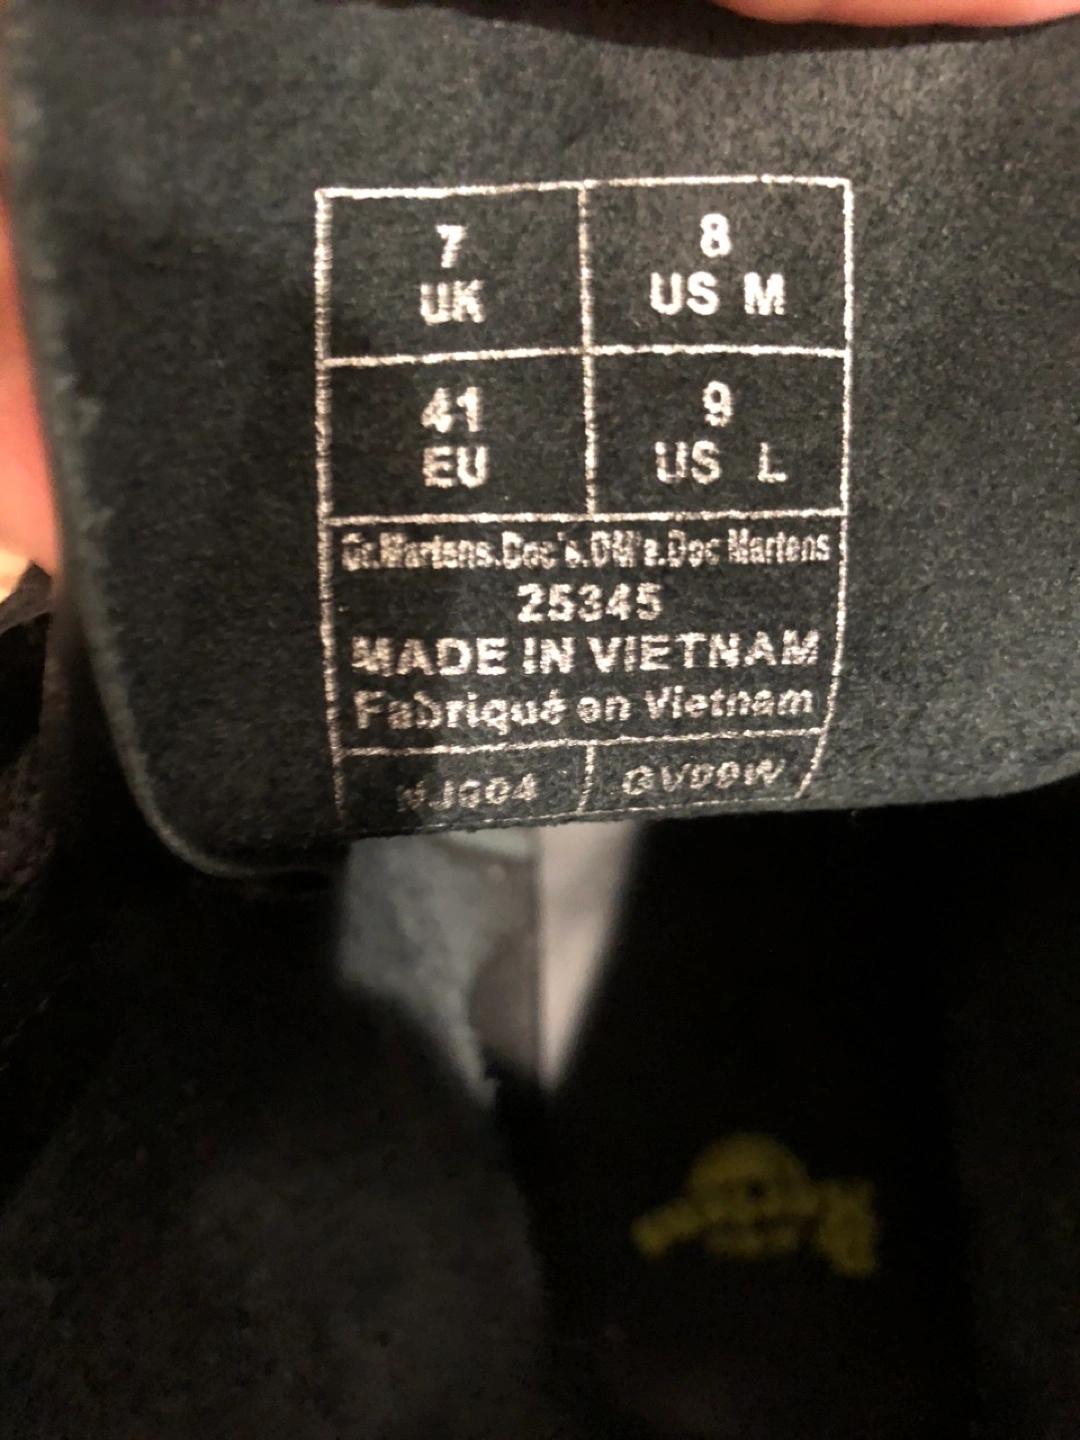 7
UK
8
US M
41
EU
9
US L
Dr.Martens.Doc's.DM's.Doc Martens
25345
MADE IN VIETNAM
Fabriqué en Vietnam